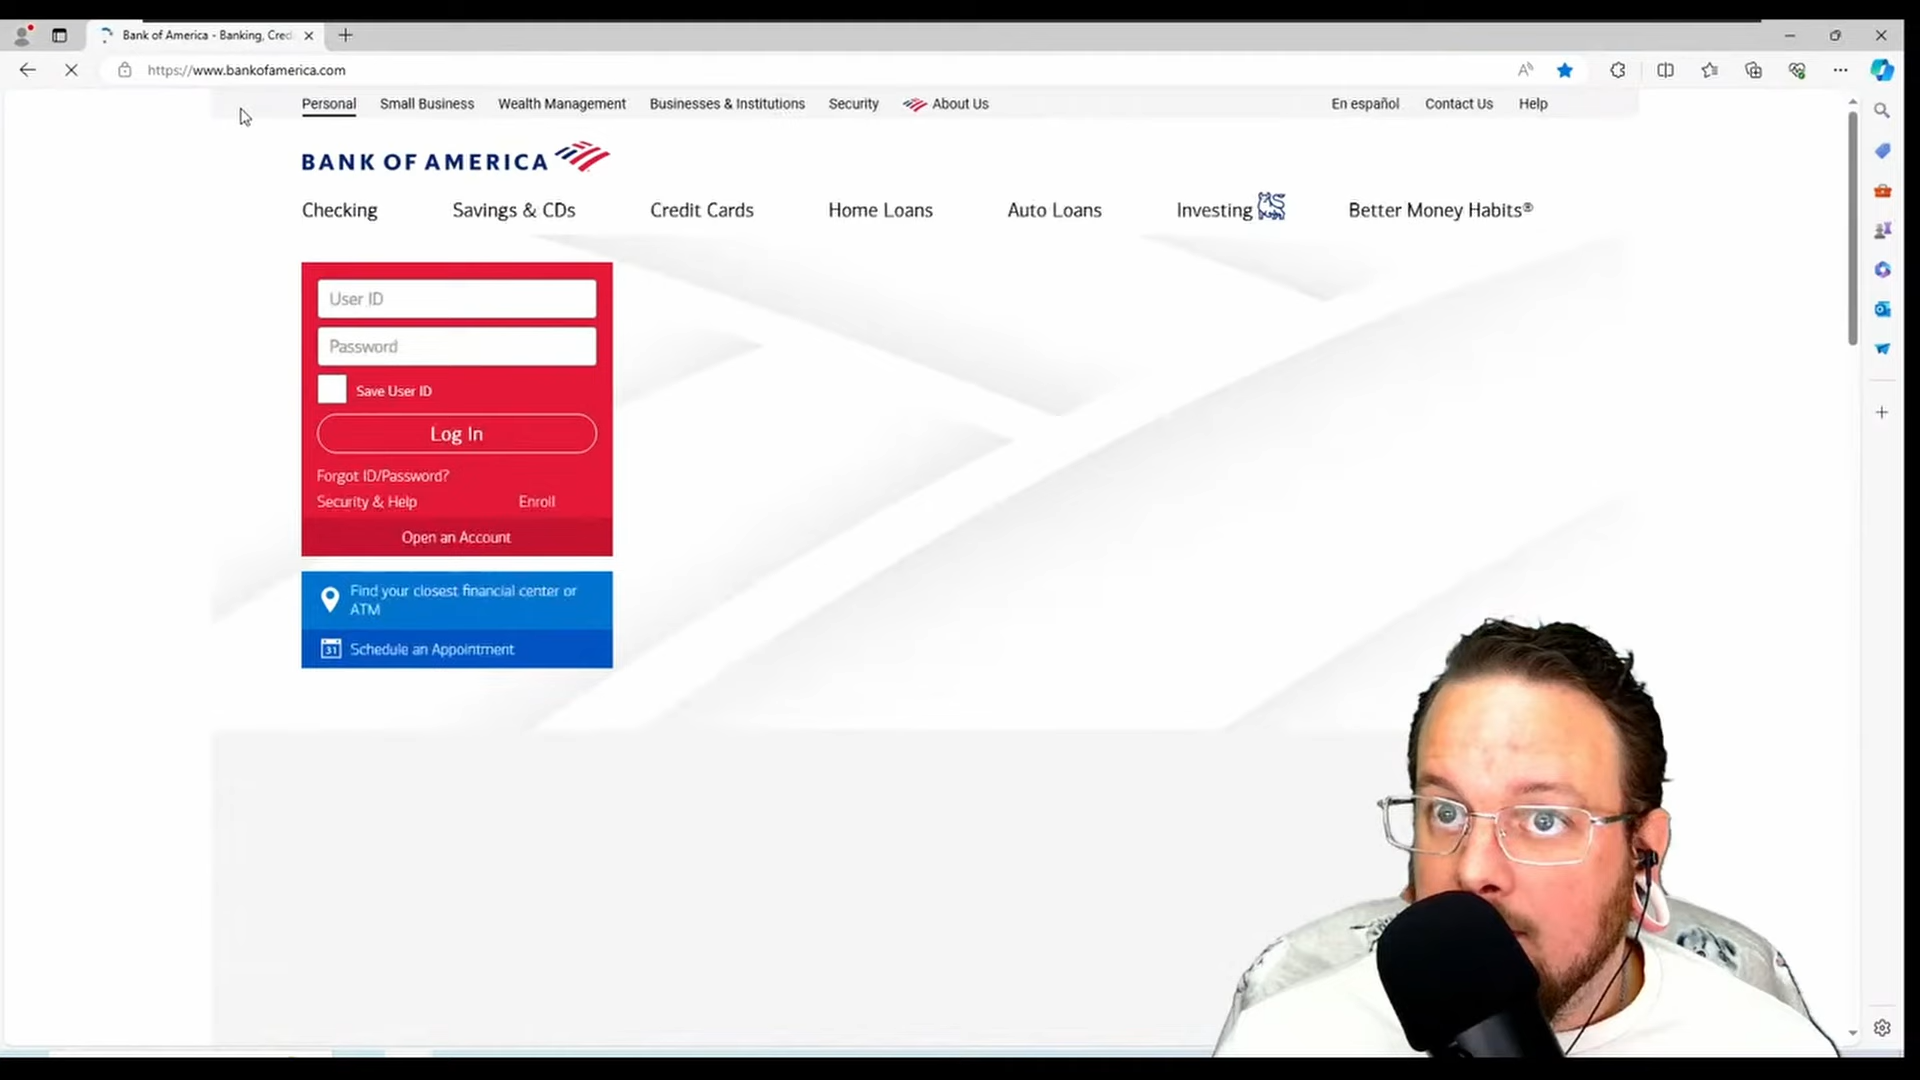 Bank of America - Banking, Cred
https://www.bankofamerica.com
Personal
Small Business
Wealth Management
Businesses & Institutions
Security
About Us
En español
Contact Us
Help
BANK OF AMERICA
Checking
Savings & CDs
Credit Cards
Home Loans
Auto Loans
Investing
Better Money Habits®
User ID
Password
Save User ID
Log In
Forgot ID/Password?
Security & Help
Enroll
Open an Account
Find your closest financial center or
ATM
31
Schedule an Appointment